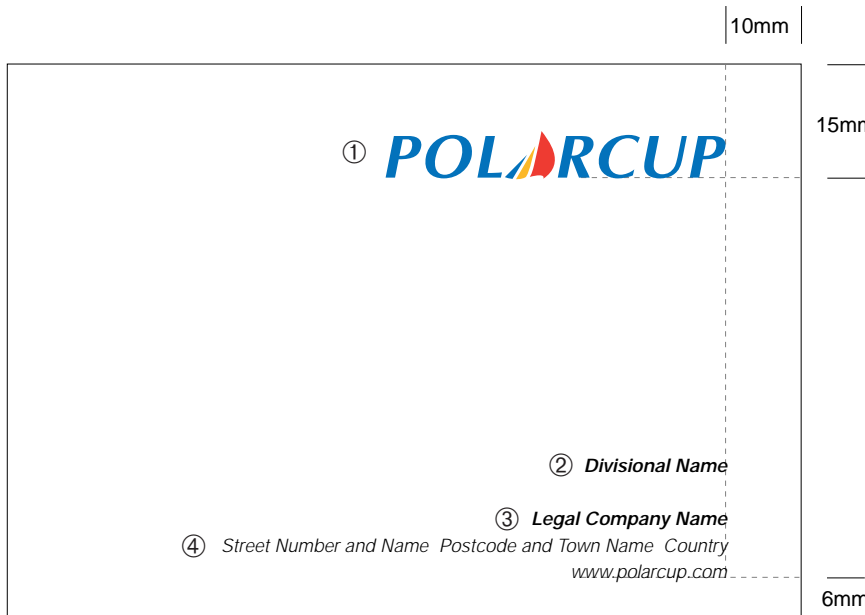 10mm
15mm
① POLARCUP
② Divisional Name
③ Legal Company Name
④ Street Number and Name Postcode and Town Name Country
www.polarcup.com
6mm